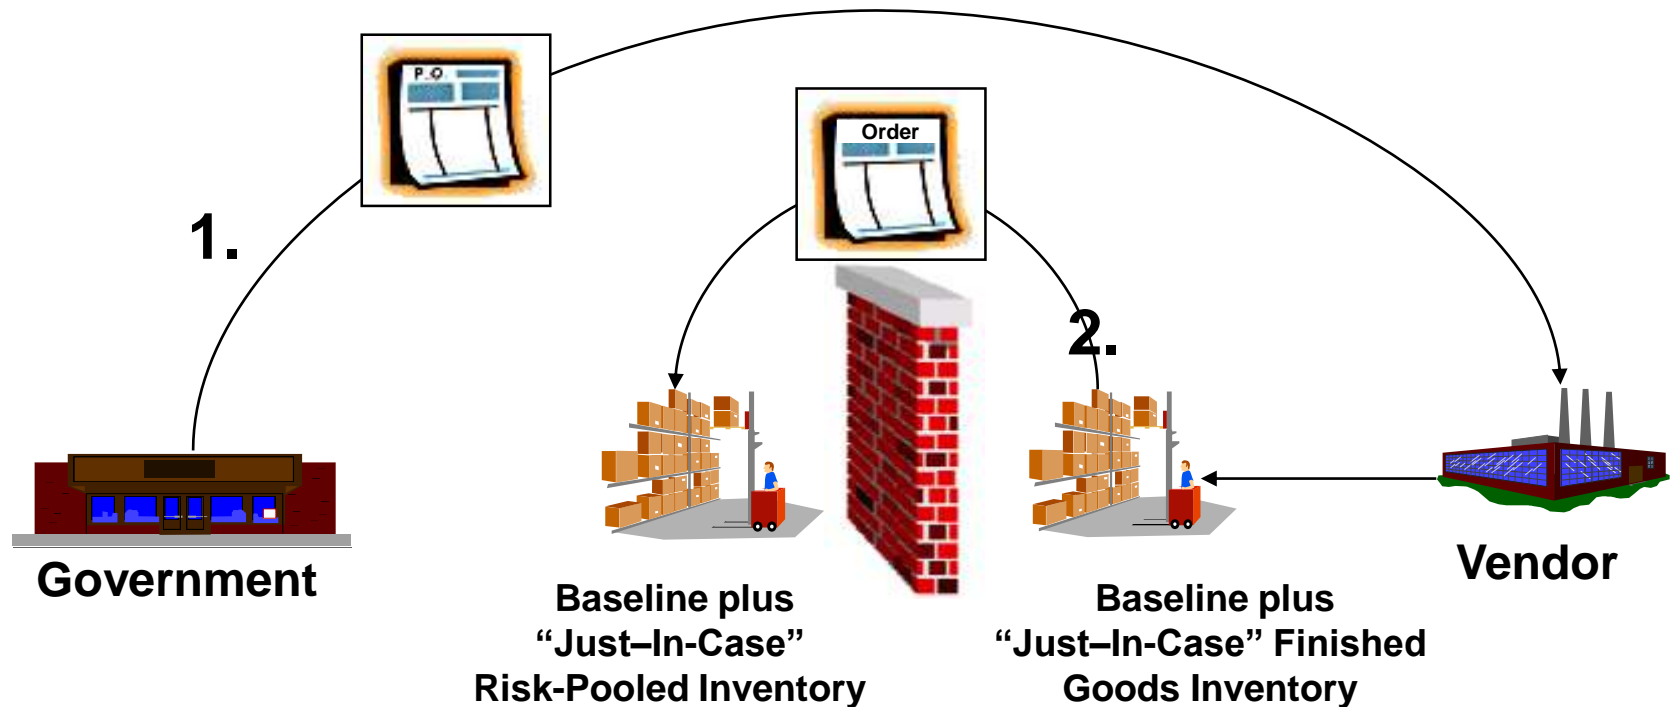 P.O.
Order
1.
2.
Government
Baseline plus
“Just–In-Case”
Risk-Pooled Inventory
Baseline plus
“Just–In-Case” Finished
Goods Inventory
Vendor